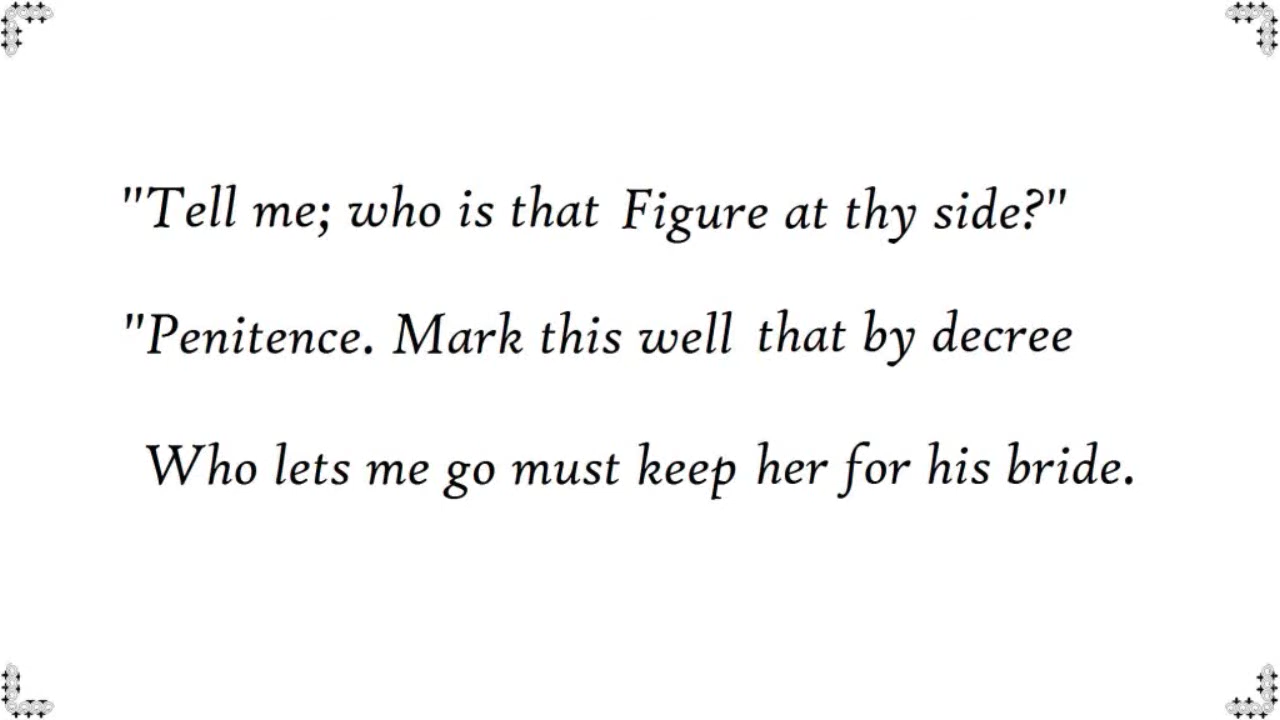 "Tell me; who is that Figure at thy side?"
"Penitence. Mark this well that by decree
Who lets me go must keep her for his bride.